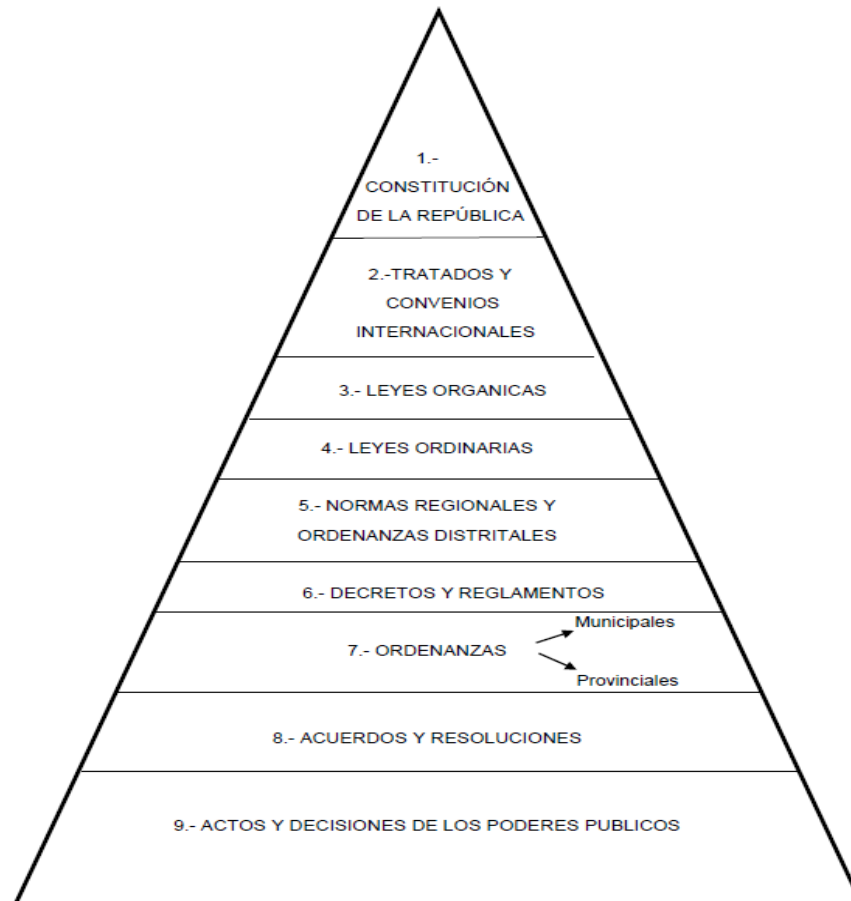 1.-
CONSTITUCIÓN
DE LA REPÚBLICA
2.-TRATADOS Y
CONVENIOS
INTERNACIONALES
3.- LEYES ORGANICAS
4.- LEYES ORDINARIAS
5.- NORMAS REGIONALES Y
ORDENANZAS DISTRITALES
6.- DECRETOS Y REGLAMENTOS
Municipales
7.- ORDENANZAS
Provinciales
8.- ACUERDOS Y RESOLUCIONES
9.- ACTOS Y DECISIONES DE LOS PODERES PUBLICOS